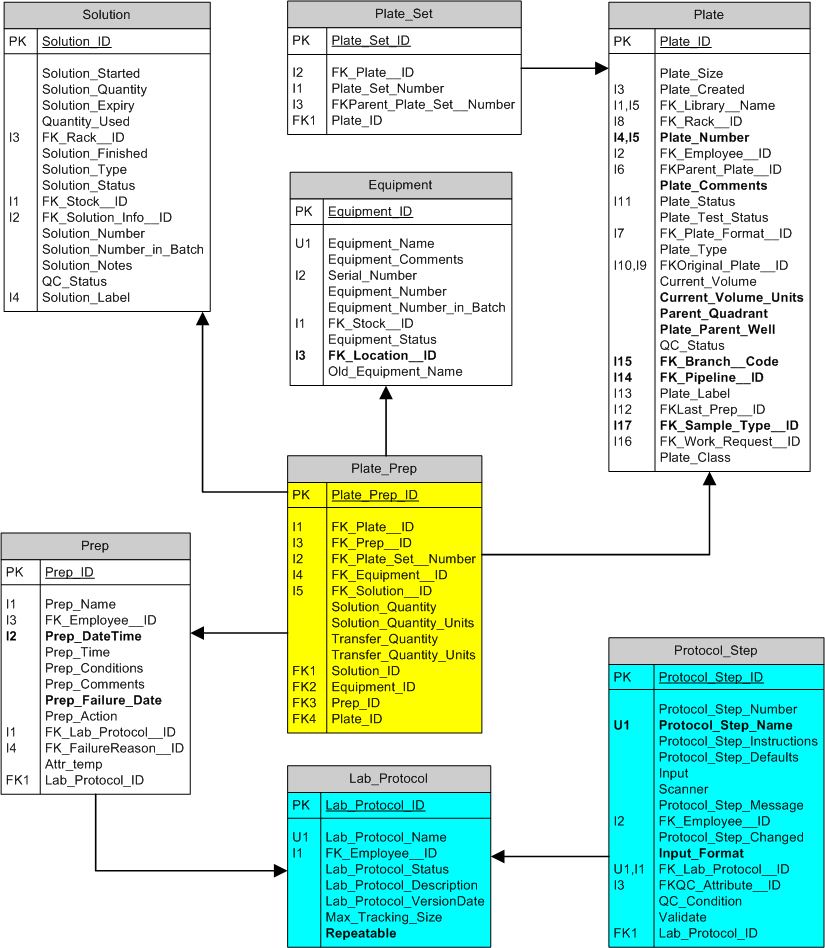 Solution
PK Solution_ID
Solution_Started
Solution_Quantity
Solution_Expiry
Quantity_Used
I3 FK_Rack__ID
Solution_Finished
Solution_Type
Solution_Status
I1 FK_Stock__ID
I2 FK_Solution_Info__ID
Solution_Number
Solution_Number_in_Batch
Solution_Notes
QC_Status
I4 Solution_Label
Plate_Set
PK Plate_Set_ID
I2 FK_Plate__ID
I1 Plate_Set_Number
I3 FKParent_Plate_Set__Number
FK1 Plate_ID
Plate
PK Plate_ID
Plate_Size
I3 Plate_Created
I1,I5 FK_Library__Name
I8 FK_Rack__ID
I4,I5 Plate_Number
I2 FK_Employee__ID
I6 FKParent_Plate__ID
Plate_Comments
I11 Plate_Status
Plate_Test_Status
I7 FK_Plate_Format__ID
Plate_Type
I10,I9 FKOriginal_Plate__ID
Current_Volume
Current_Volume_Units
Parent_Quadrant
Plate_Parent_Well
QC_Status
I15 FK_Branch__Code
I14 FK_Pipeline__ID
I13 Plate_Label
I12 FKLast_Prep__ID
I17 FK_Sample_Type__ID
I16 FK_Work_Request__ID
Plate_Class
Equipment
PK Equipment_ID
U1 Equipment_Name
Equipment_Comments
I2 Serial_Number
Equipment_Number
Equipment_Number_in_Batch
I1 FK_Stock__ID
Equipment_Status
I3 FK_Location__ID
Old_Equipment_Name
Plate_Prep
PK Plate_Prep_ID
I1 FK_Plate__ID
I3 FK_Prep__ID
I2 FK_Plate_Set__Number
I4 FK_Equipment__ID
I5 FK_Solution__ID
Solution_Quantity
Solution_Quantity_Units
Transfer_Quantity
Transfer_Quantity_Units
FK1 Solution_ID
FK2 Equipment_ID
FK3 Prep_ID
FK4 Plate_ID
Prep
PK Prep_ID
I1 Prep_Name
I3 FK_Employee__ID
I2 Prep_DateTime
Prep_Time
Prep_Conditions
Prep_Comments
Prep_Failure_Date
Prep_Action
I1 FK_Lab_Protocol__ID
I4 FK_FailureReason__ID
Attr_temp
FK1 Lab_Protocol_ID
Protocol_Step
PK Protocol_Step_ID
Protocol_Step_Number
U1 Protocol_Step_Name
Protocol_Step_Instructions
Protocol_Step_Defaults
Input
Scanner
Protocol_Step_Message
I2 FK_Employee__ID
Protocol_Step_Changed
Input_Format
U1,I1 FK_Lab_Protocol__ID
I3 FKQC_Attribute__ID
QC_Condition
Validate
FK1 Lab_Protocol_ID
Lab_Protocol
PK Lab_Protocol_ID
U1 Lab_Protocol_Name
I1 FK_Employee__ID
Lab_Protocol_Status
Lab_Protocol_Description
Lab_Protocol_VersionDate
Max_Tracking_Size
Repeatable